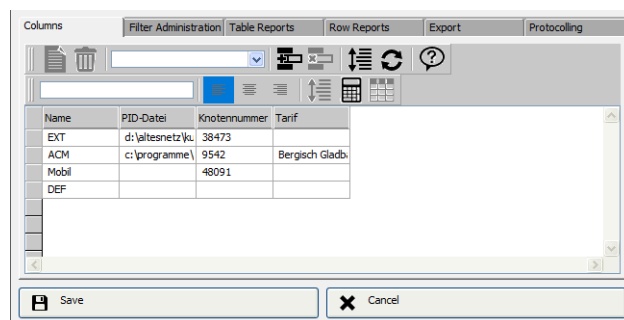 Columns Filter Administration Table Reports Row Reports Export Protocolling
Name PID-Datei Knotennummer Tarif
EXT d:\altesnetz\ku 38473
ACM c:\programme\ 9542 Bergisch Gladb
Mobil 48091
DEF
Save Cancel